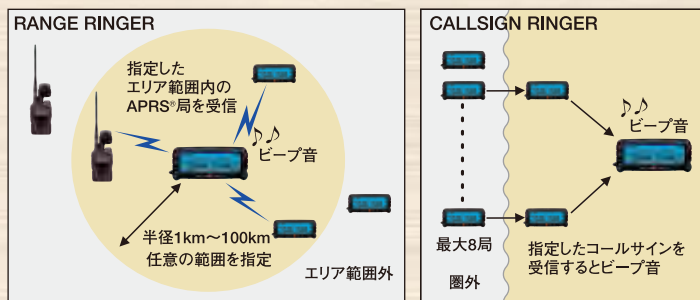 RANGE RINGER
指定した
エリア範囲内の
APRS®局を受信
♪♪
ビープ音
半径1km～100km
任意の範囲を指定
エリア範囲外
CALLSIGN RINGER
♪♪
ビープ音
最大8局
圏外
指定したコールサインを
受信するとビープ音